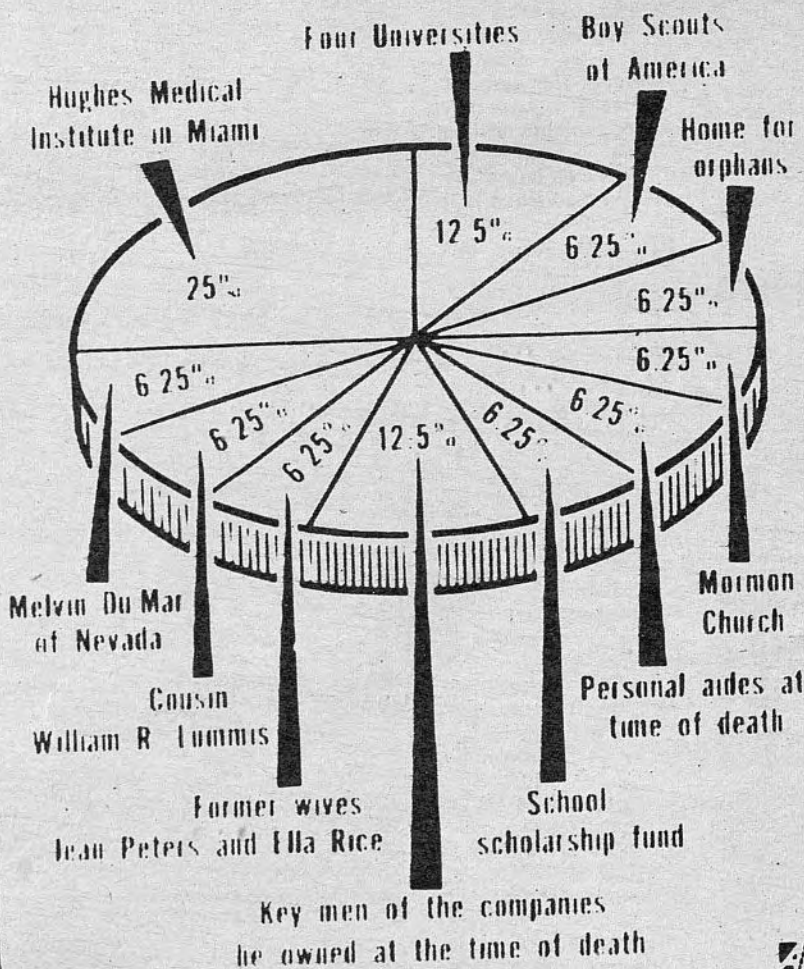 Four Universities
Boy Scouts
of America
Hughes Medical
Institute in Miami
Home for
orphans
12.5%
6.25%
25%
6.25%
6.25%
6.25%
6.25%
6.25%
6.25%
12.5%
6.25%
Melvin Du Mar
of Nevada
Mormon
Church
Cousin
William R. Lummis
Personal aides at
time of death
Former wives
Jean Peters and Ella Rice
School
scholarship fund
Key men of the companies
he owned at the time of death